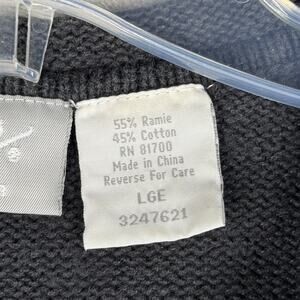 55% Ramie
45% Cotton
RN 81700
Made in China
Reverse For Care
LGE
3247621